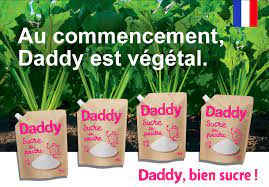 Au commencement,
Daddy est végétal.
Daddy
Sucre
en
poudre
Daddy
Sucre
en
poudre
Daddy
Sucre
en
poudre
Daddy
Sucre
en
poudre
Daddy, bien sucre !